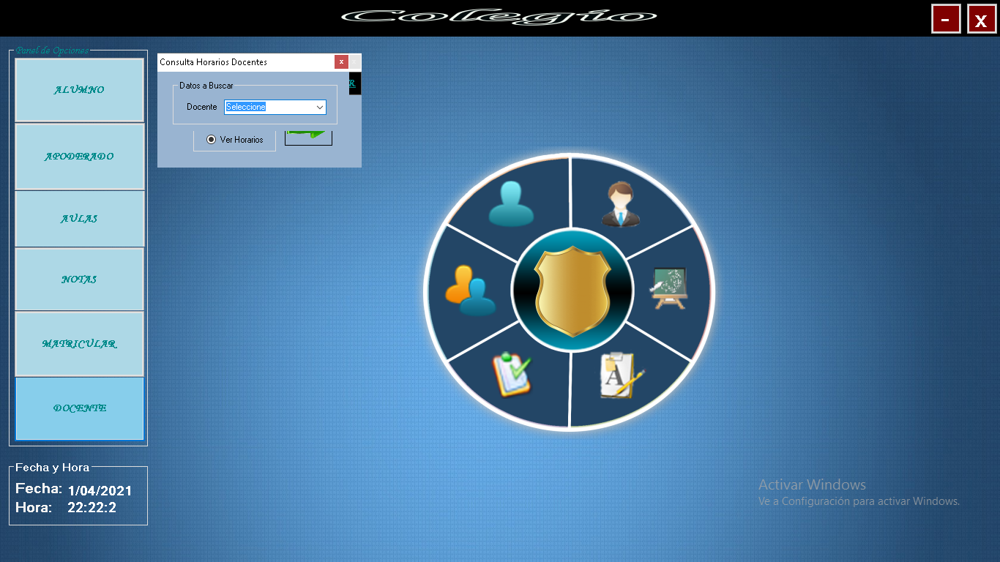 Colegio
- x
Panel de Opciones
ALUMNO
APODERADO
AULAS
NOTAS
MATRICULAR
DOCENTE
Consulta Horarios Docentes x
R
Datos a Buscar
Docente Seleccione
Ver Horarios
A
Fecha y Hora
Fecha: 1/04/2021
Hora: 22:22:2
Activar Windows
Ve a Configuración para activar Windows.